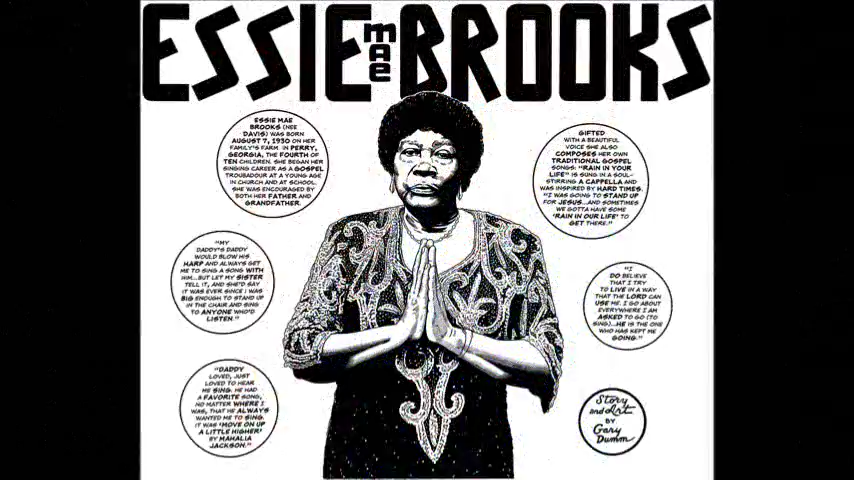 ESSIE MAE BROOKS
ESSIE MAE
BROOKS (NEE
DAVIS) WAS BORN
AUGUST 7, 1930 ON HER
FAMILY'S FARM IN PERRY,
GEORGIA, THE FOURTH OF
TEN CHILDREN. SHE BEGAN HER
SINGING CAREER AS A GOSPEL
TROUBADOUR AT A YOUNG AGE
IN CHURCH AND AT SCHOOL.
SHE WAS ENCOURAGED BY
BOTH HER FATHER AND
GRANDFATHER.
"MY
DADDY'S DADDY
WOULD BLOW HIS
HARP AND ALWAYS GET
ME TO SING A SONG WITH
HIM...BUT LET MY SISTER
TELL IT, AND SHE'D SAY
IT WAS EVER SINCE I WAS
BIG ENOUGH TO STAND UP
IN THE CHAIR AND SING
TO ANYONE WHO'D
LISTEN."
"DADDY
LOVED, JUST
LOVED TO HEAR
ME SING. HE HAD
A FAVORITE SONG,
NO MATTER WHERE I
WAS, THAT HE ALWAYS
WANTED ME TO SING.
IT WAS 'MOVE ON UP
A LITTLE HIGHER'
BY MAHALIA
JACKSON."
GIFTED
WITH A BEAUTIFUL
VOICE SHE ALSO
COMPOSES HER OWN
TRADITIONAL GOSPEL
SONGS: "RAIN IN YOUR
LIFE" IS SUNG IN A SOUL-
STIRRING A CAPPELLA AND
WAS INSPIRED BY HARD TIMES.
"I WAS GOING TO STAND UP
FOR JESUS...AND SOMETIMES
WE GOTTA HAVE SOME
'RAIN IN OUR LIFE' TO
GET THERE."
"I
DO BELIEVE
THAT I TRY
TO LIVE IN A WAY
THAT THE LORD CAN
USE ME. I GO ABOUT
EVERYWHERE I AM
ASKED TO GO (TO
SING)...HE IS THE ONE
WHO HAS KEPT ME
GOING."
Story
and Art
BY
Gary
Dumm